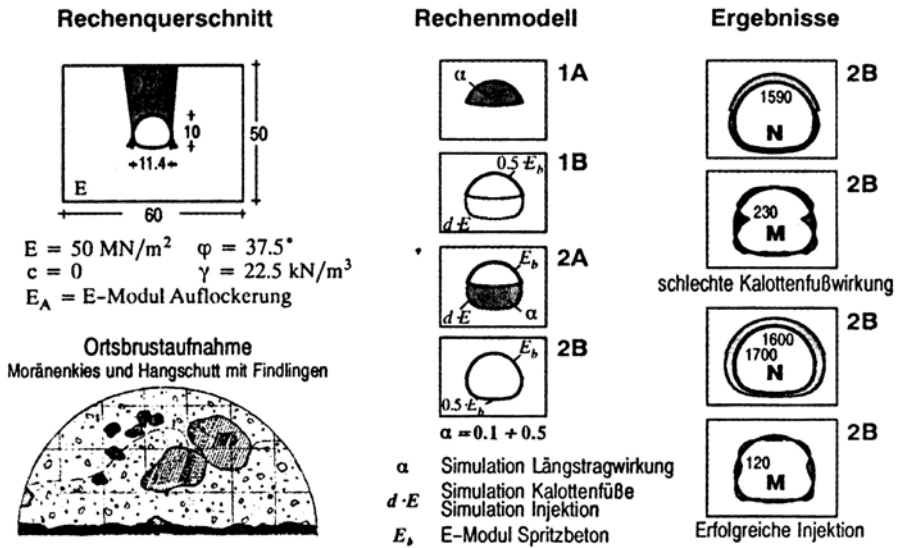 Rechenquerschnitt
50
10
11.4
E
60
E = 50 MN/m² φ = 37.5°
c = 0 γ = 22.5 kN/m³
E_A = E-Modul Auflockerung
Ortsbrustaufnahme
Moränenkies und Hangschutt mit Findlingen
Rechenmodell
α
1A
0.5·E_b
1B
d·E
E_b
2A
d·E
α
E_b
2B
0.5·E_b
α = 0.1 + 0.5
α Simulation Längstragwirkung
d·E Simulation Kalottenfüße
Simulation Injektion
E_b E-Modul Spritzbeton
Ergebnisse
2B
1590
N
2B
230
M
schlechte Kalottenfußwirkung
2B
1600
1700
N
2B
120
M
Erfolgreiche Injektion